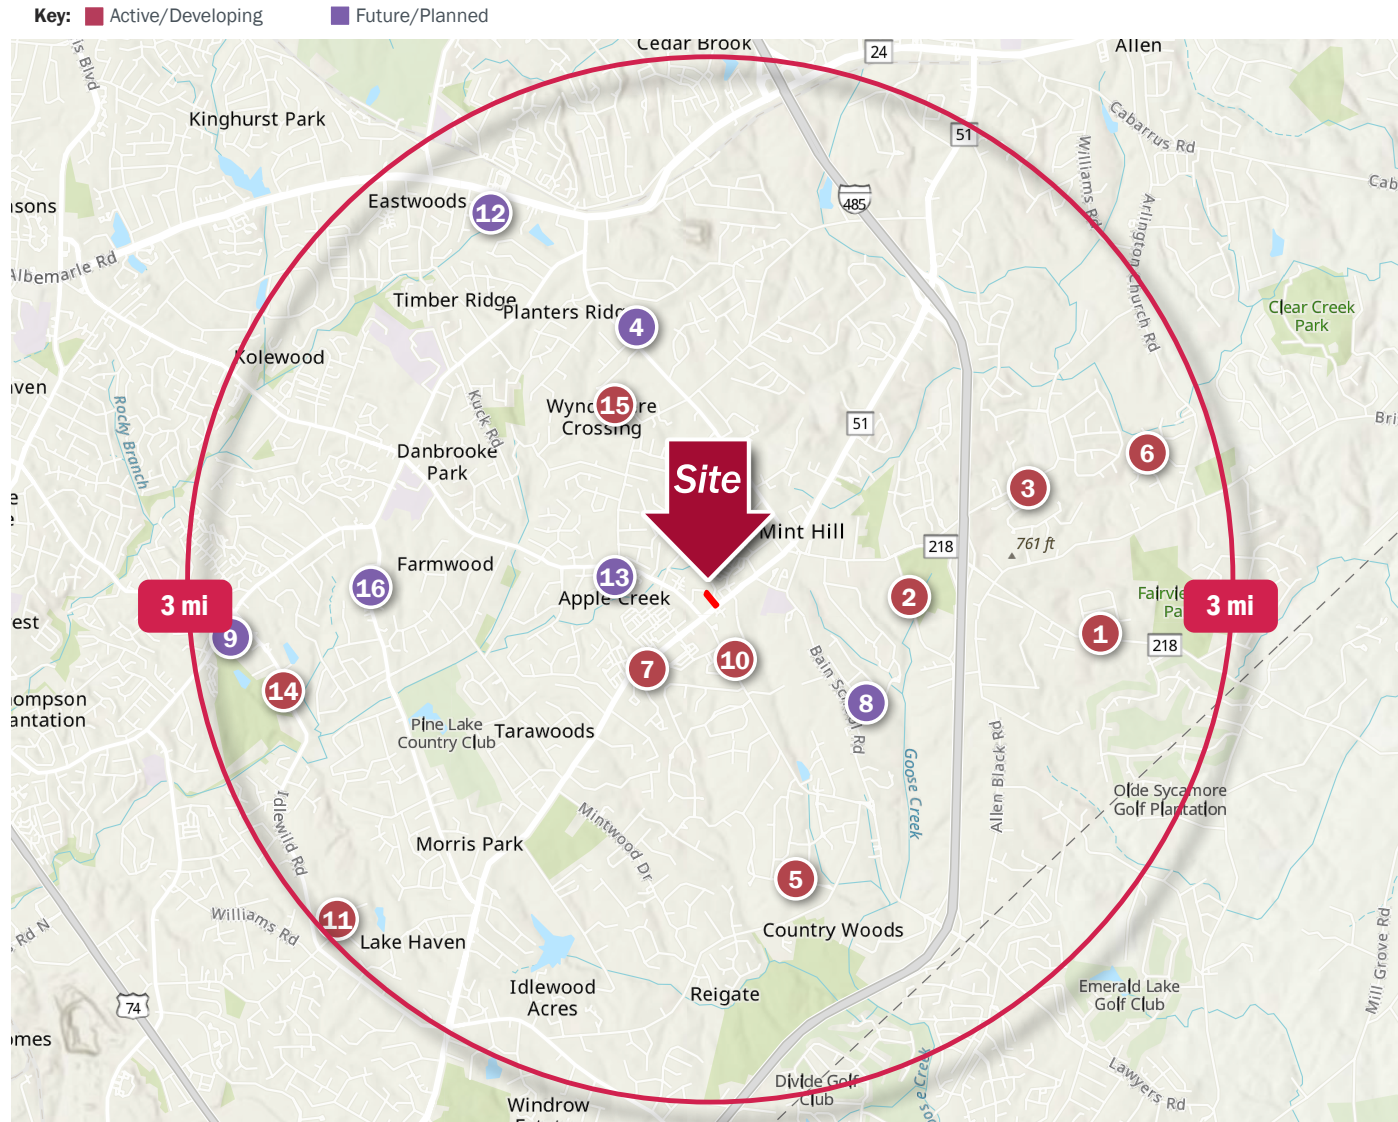 Key: Active/Developing Future/Planned
Cedar Brook
24
Allen
Kinghurst Park
51
Cabarrus Rd
Williams Rd
Eastwoods
12
485
Arlington Church Rd
Albemarle Rd
Timber Ridge
Planters Ridg
4
Clear Creek
Park
Kolewood
Rocky Branch
Kuck Rd
15
Crossing
51
Danbrooke
Park
Site
6
3
Mint Hill
218
761 ft
Farmwood
16
13
Apple Creek
2
3 mi
3 mi
9
1
218
7
10
Bain School Rd
8
14
Pine Lake
Country Club
Tarawoods
Allen Black Rd
Goose Creek
Olde Sycamore
Golf Plantation
Idlewild Rd
Mintwood Dr
Morris Park
5
11
Williams Rd
Lake Haven
Country Woods
Rd N
Mill Grove Rd
74
Idlewood
Acres
Reigate
Emerald Lake
Golf Club
Lawyers Rd
Divide Golf
Club
Windrow